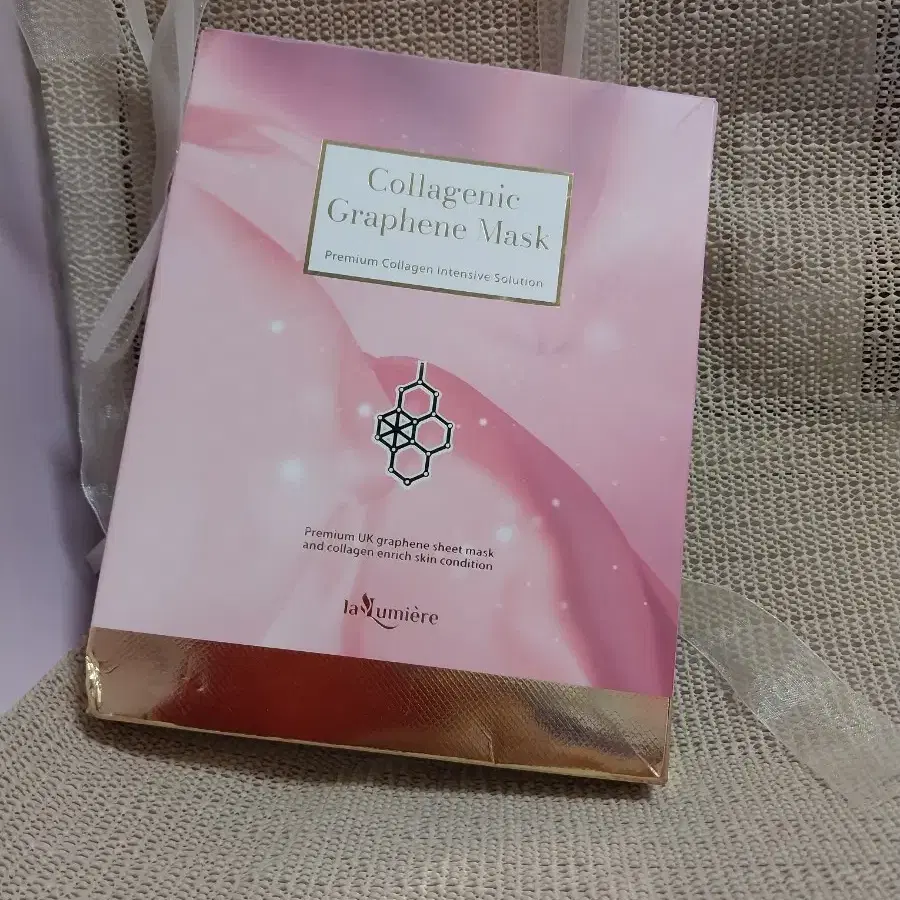 Collagenic
Graphene Mask
Premium Collagen Intensive Solution
Premium UK graphene sheet mask
and collagen enrich skin condition
laLumière